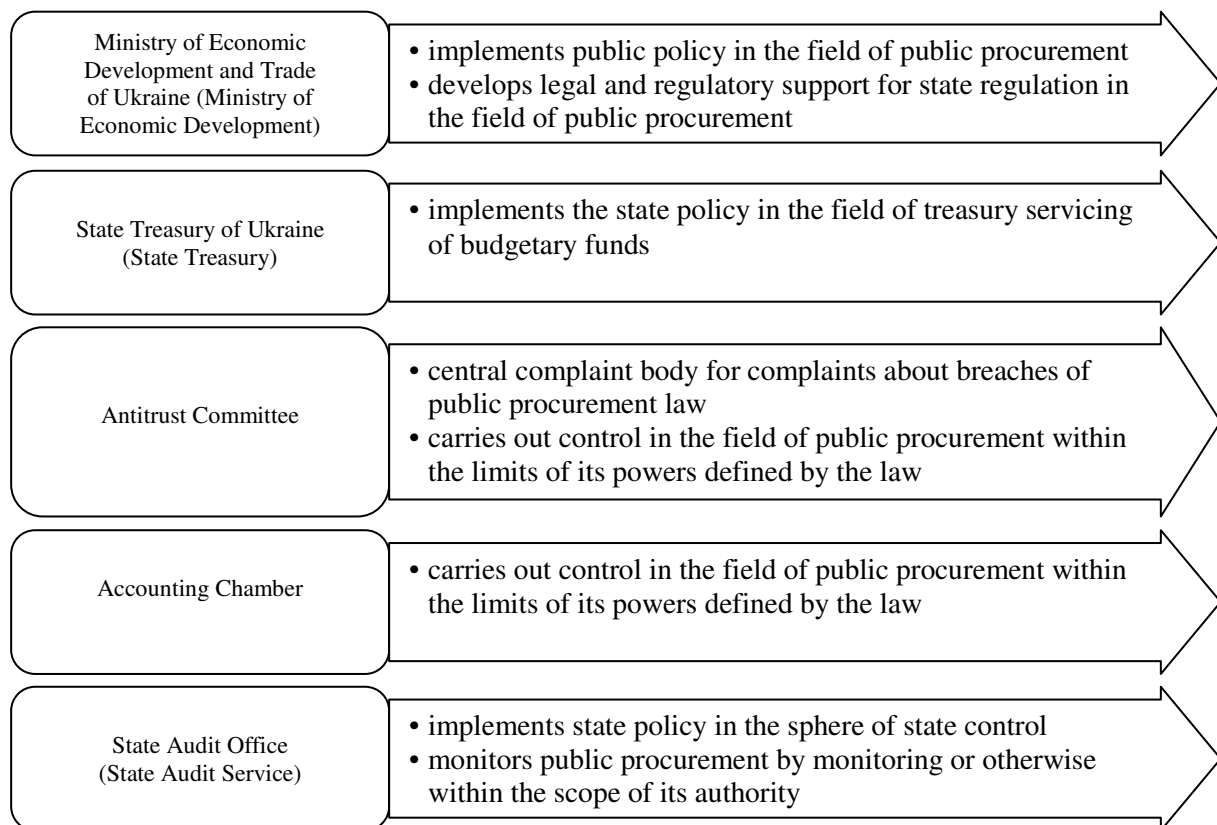 Ministry of Economic
Development and Trade
of Ukraine (Ministry of
Economic Development)
• implements public policy in the field of public procurement
• develops legal and regulatory support for state regulation in
the field of public procurement
State Treasury of Ukraine
(State Treasury)
• implements the state policy in the field of treasury servicing
of budgetary funds
Antitrust Committee
• central complaint body for complaints about breaches of
public procurement law
• carries out control in the field of public procurement within
the limits of its powers defined by the law
Accounting Chamber
• carries out control in the field of public procurement within
the limits of its powers defined by the law
State Audit Office
(State Audit Service)
• implements state policy in the sphere of state control
• monitors public procurement by monitoring or otherwise
within the scope of its authority